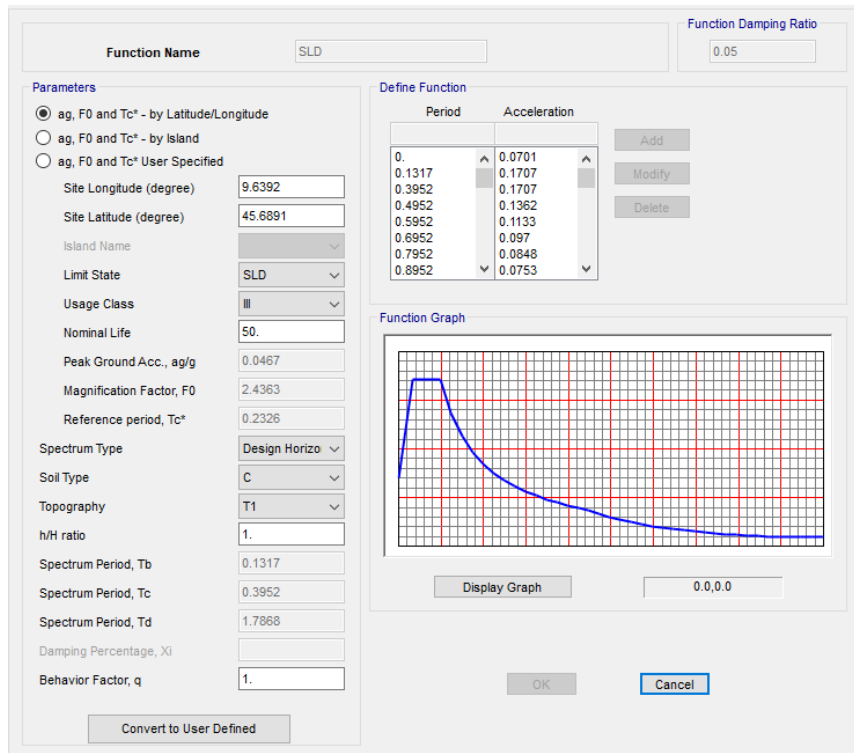 Function Name
SLD
Function Damping Ratio
0.05
Parameters
ag, F0 and Tc* - by Latitude/Longitude
ag, F0 and Tc* - by Island
ag, F0 and Tc* User Specified
Site Longitude (degree) 9.6392
Site Latitude (degree) 45.6891
Island Name
Limit State SLD
Usage Class III
Nominal Life 50.
Peak Ground Acc., ag/g 0.0467
Magnification Factor, F0 2.4363
Reference period, Tc* 0.2326
Spectrum Type Design Horizo
Soil Type C
Topography T1
h/H ratio 1.
Spectrum Period, Tb 0.1317
Spectrum Period, Tc 0.3952
Spectrum Period, Td 1.7868
Damping Percentage, Xi
Behavior Factor, q 1.
Convert to User Defined
Define Function
Period Acceleration
0. 0.0701
0.1317 0.1707
0.3952 0.1707
0.4952 0.1362
0.5952 0.1133
0.6952 0.097
0.7952 0.0848
0.8952 0.0753
Add
Modify
Delete
Function Graph
Display Graph 0.0,0.0
OK Cancel